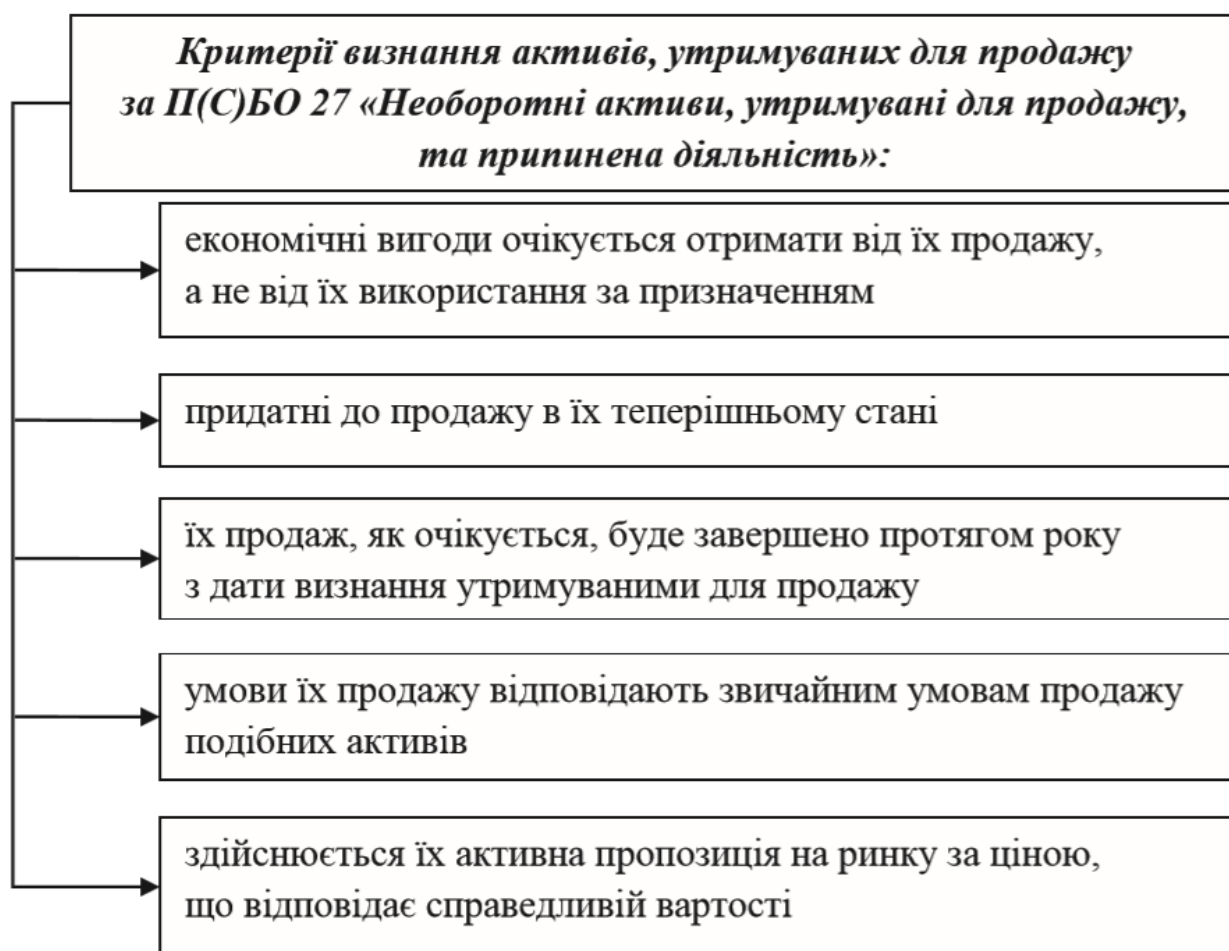 Критерії визнання активів, утримуваних для продажу
за П(С)БО 27 «Необоротні активи, утримувані для продажу,
та припинена діяльність»:
економічні вигоди очікується отримати від їх продажу,
а не від їх використання за призначенням
придатні до продажу в їх теперішньому стані
їх продаж, як очікується, буде завершено протягом року
з дати визнання утримуваними для продажу
умови їх продажу відповідають звичайним умовам продажу
подібних активів
здійснюється їх активна пропозиція на ринку за ціною,
що відповідає справедливій вартості